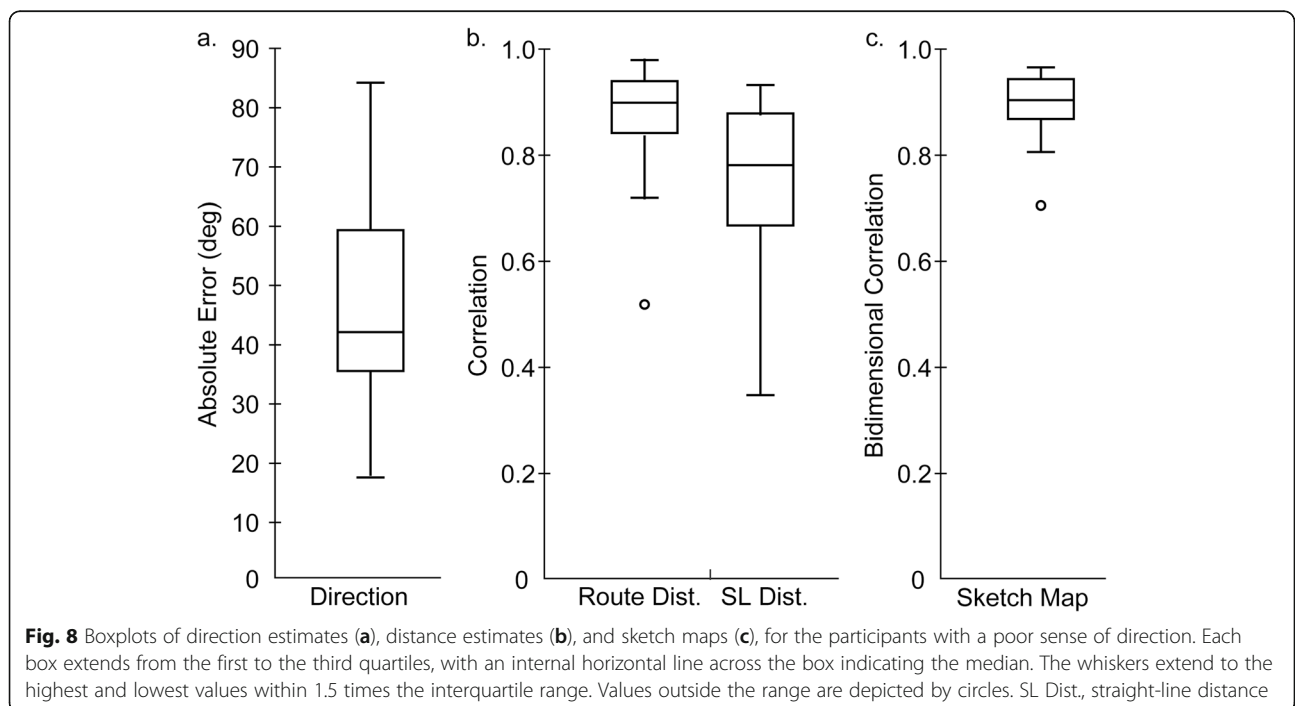 a.
90
80
70
60
50
40
30
20
10
0
Absolute Error (deg)
Direction
b.
1.0
0.8
0.6
0.4
0.2
0
Correlation
Route Dist.
SL Dist.
c.
1.0
0.8
0.6
0.4
0.2
0
Bidimensional Correlation
Sketch Map
Fig. 8 Boxplots of direction estimates (a), distance estimates (b), and sketch maps (c), for the participants with a poor sense of direction. Each
box extends from the first to the third quartiles, with an internal horizontal line across the box indicating the median. The whiskers extend to the
highest and lowest values within 1.5 times the interquartile range. Values outside the range are depicted by circles. SL Dist., straight-line distance